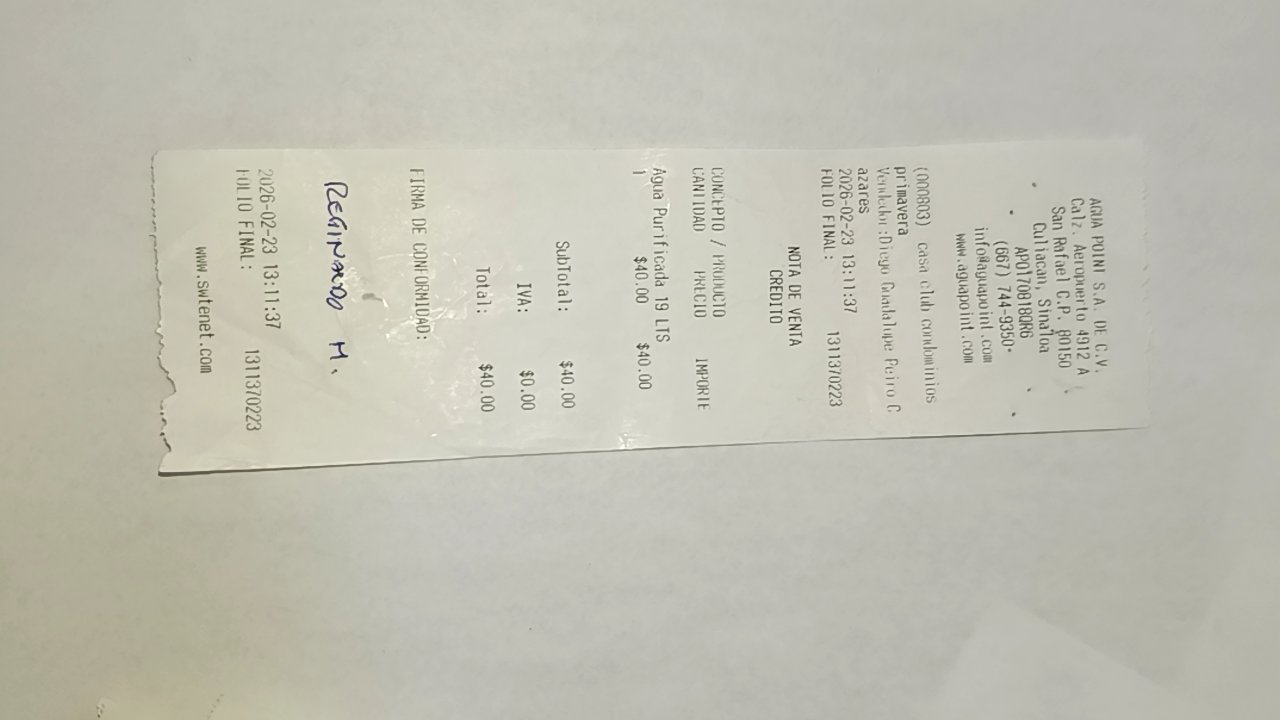 AGUA POINT S.A. DE C.V.
Calz. Aeropuerto 4912 A
San Rafael C.P. 80150
Culiacan, Sinaloa
APO170818QR6
(667) 744-9350-
info@aguapoint.com
www.aguapoint.com
(000803) casa club condominios
primavera
Vendedor:Diego Guadalupe Peiro C
azares
2026-02-23 13:11:37
FOLIO FINAL: 1311370223
NOTA DE VENTA
CREDITO
CONCEPTO / PRODUCTO
CANTIDAD PRECIO IMPORTE
Agua Purificada 19 LTS
1 $40.00 $40.00
SubTotal: $40.00
IVA: $0.00
Total: $40.00
FIRMA DE CONFORMIDAD:
REGINALDO M.
2026-02-23 13:11:37
FOLIO FINAL: 1311370223
www.swtenet.com